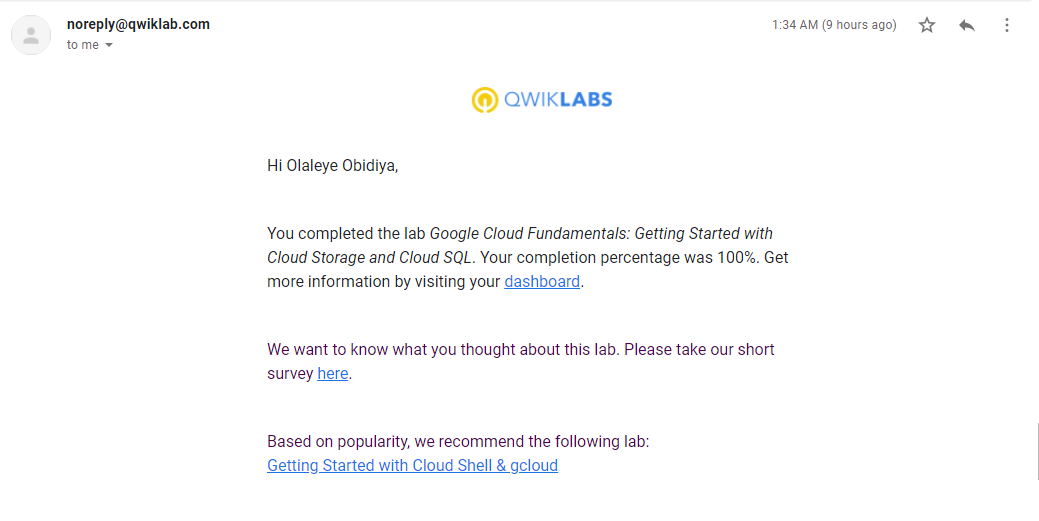 noreply@qwiklab.com
1:34 AM (9 hours ago)
to me
QWIKLABS
Hi Olaleye Obidiya,
You completed the lab Google Cloud Fundamentals: Getting Started with
Cloud Storage and Cloud SQL. Your completion percentage was 100%. Get
more information by visiting your dashboard.
We want to know what you thought about this lab. Please take our short
survey here.
Based on popularity, we recommend the following lab:
Getting Started with Cloud Shell & gcloud